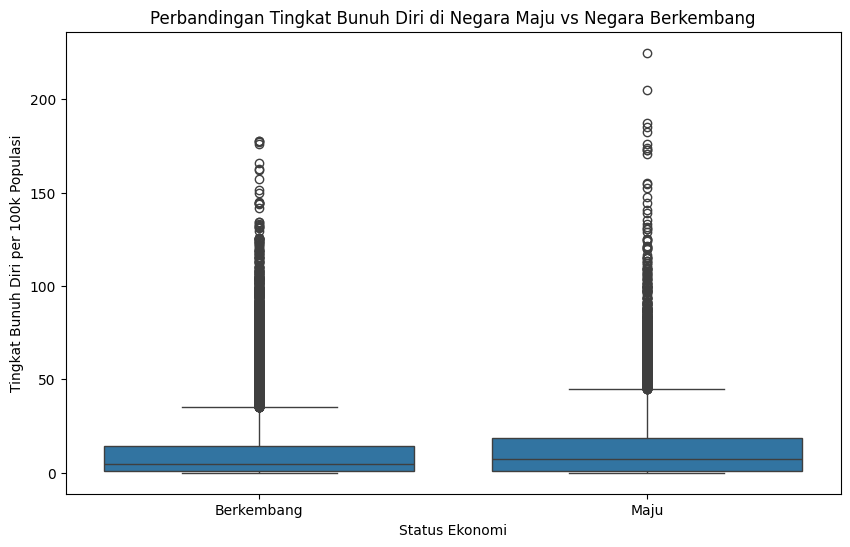 Perbandingan Tingkat Bunuh Diri di Negara Maju vs Negara Berkembang
Tingkat Bunuh Diri per 100k Populasi
200
150
100
50
0
Berkembang
Maju
Status Ekonomi